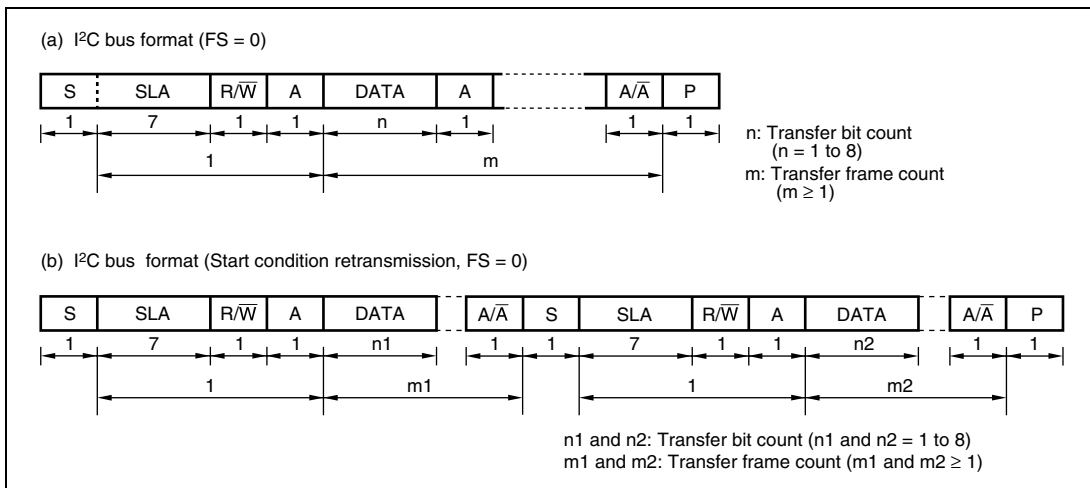 (a) I²C bus format (FS = 0)
S SLA R/W̅ A DATA A A/A̅ P
1 7 1 1 n 1 1 1
1 m
n: Transfer bit count
(n = 1 to 8)
m: Transfer frame count
(m ≥ 1)
(b) I²C bus format (Start condition retransmission, FS = 0)
S SLA R/W̅ A DATA A/A̅ S SLA R/W̅ A DATA A/A̅ P
1 7 1 1 n1 1 1 7 1 1 n2 1 1
1 m1 1 m2
n1 and n2: Transfer bit count (n1 and n2 = 1 to 8)
m1 and m2: Transfer frame count (m1 and m2 ≥ 1)